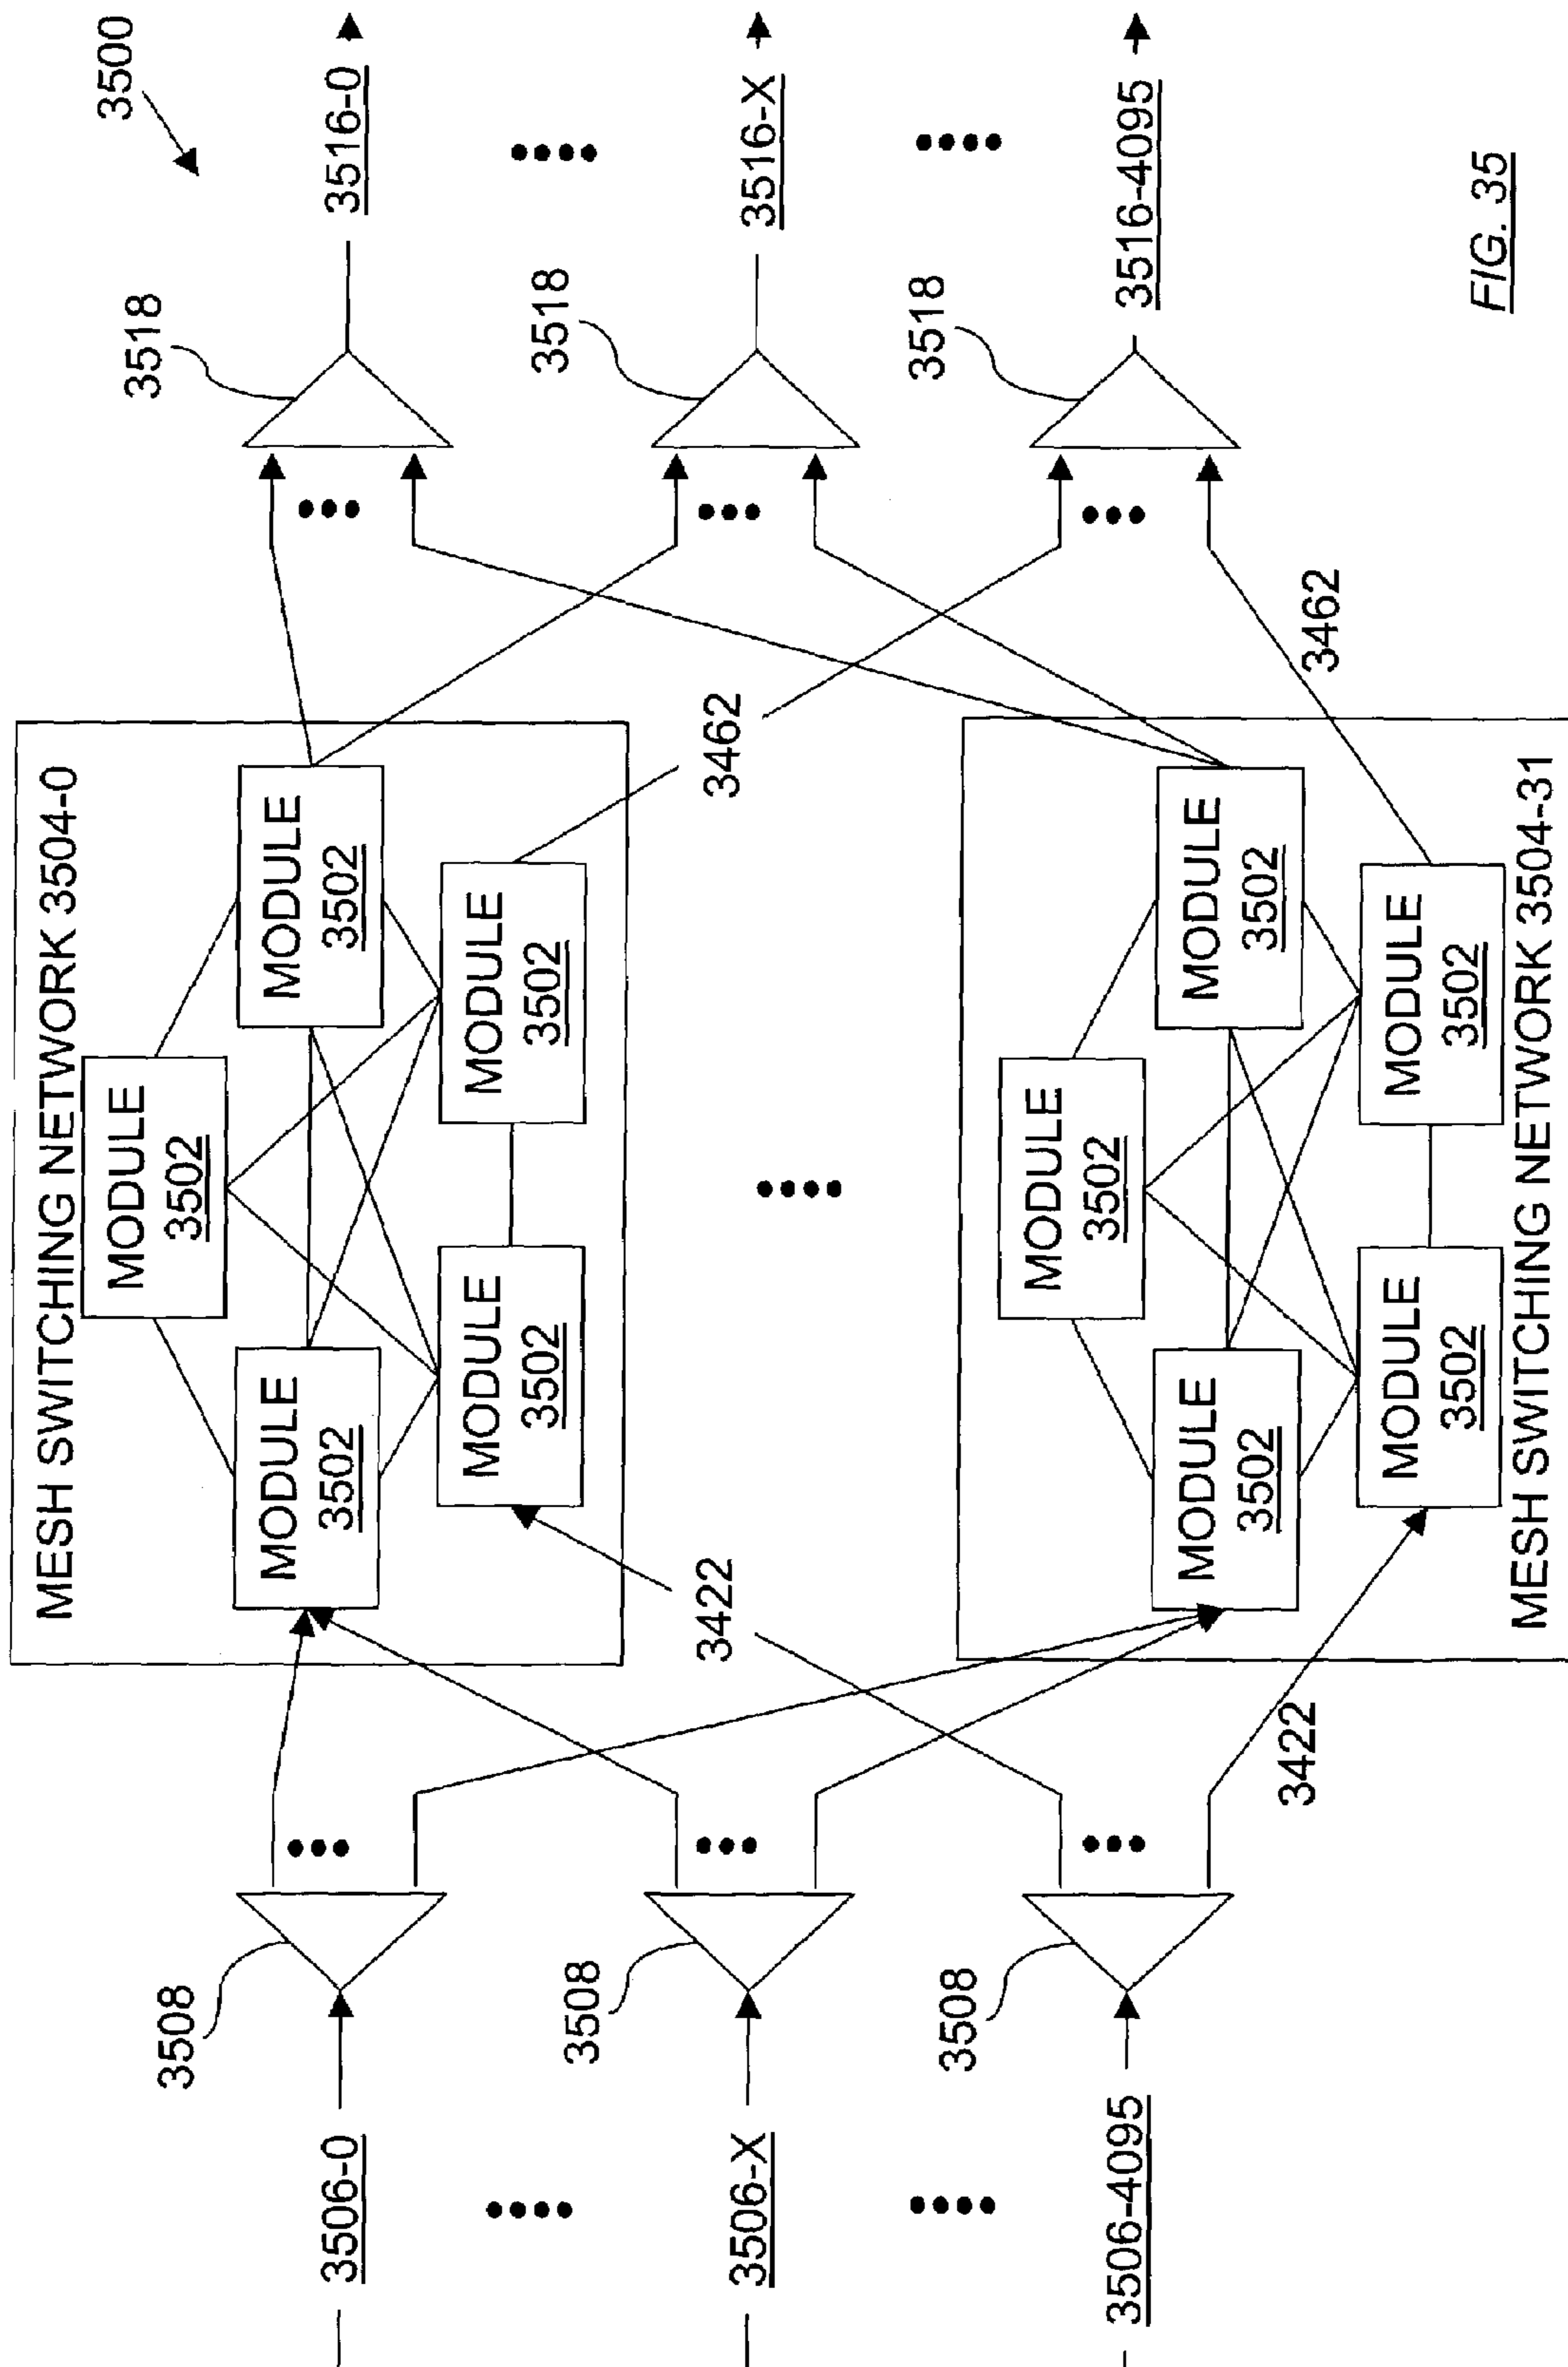 3500
MESH SWITCHING NETWORK 3504-0
MODULE
3502
MODULE
3502
MODULE
3502
MODULE
3502
MODULE
3502
3506-0
3508
3518
3516-0
3422
3462
3506-X
3508
3518
3516-X
3506-4095
3508
3518
3516-4095
MODULE
3502
MODULE
3502
MODULE
3502
MODULE
3502
MODULE
3502
3422
3462
MESH SWITCHING NETWORK 3504-31
FIG. 35